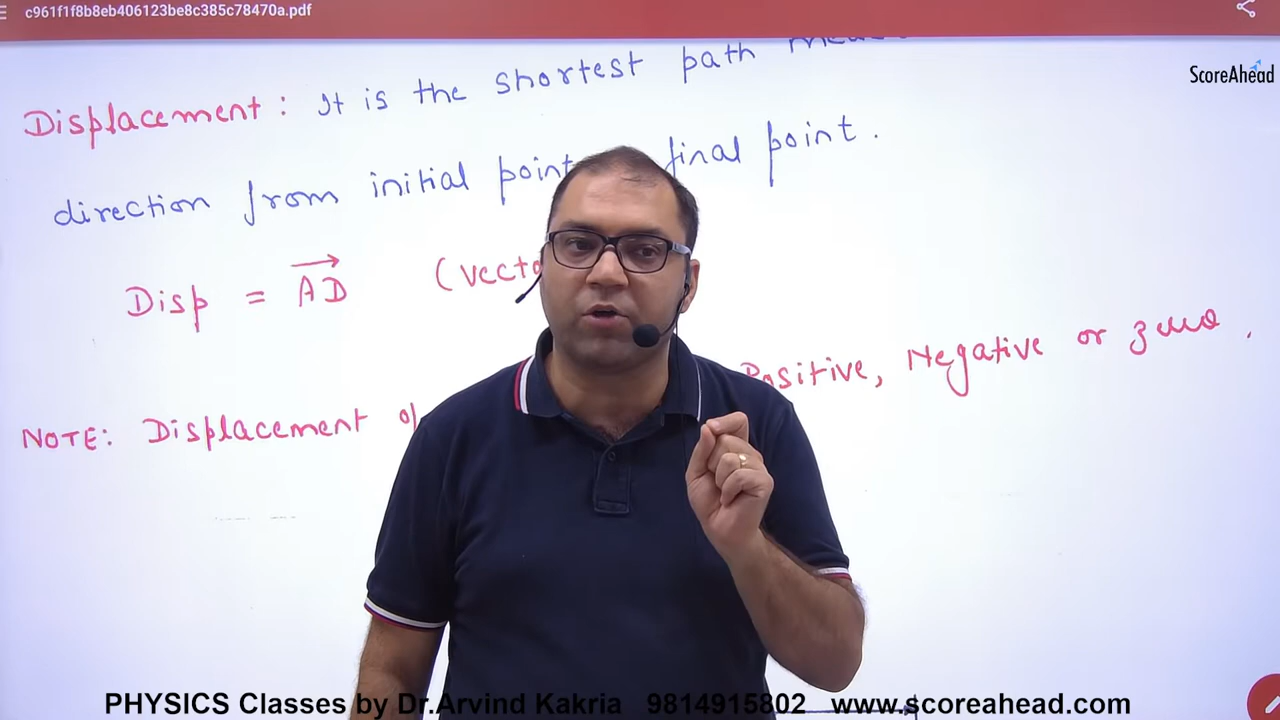 c961f1f8b8eb406123be8c385c78470a.pdf
ScoreAhead
Displacement : It is the shortest path
direction from initial point final point .
Disp = AD (vecto
NOTE: Displacement of Positive, Negative or zero .
PHYSICS Classes by Dr.Arvind Kakria 9814915802 www.scoreahead.com